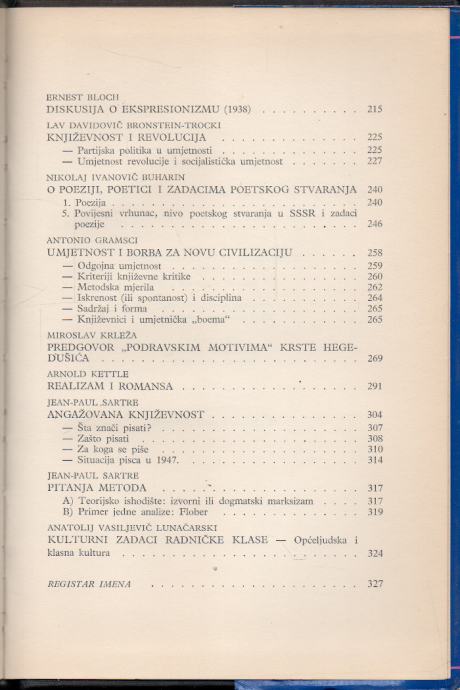 ERNEST BLOCH
DISKUSIJA O EKSPRESIONIZMU (1938) . . . . . . . . . . 215
LAV DAVIDOVIČ BRONSTEIN-TROCKI
KNJIŽEVNOST I REVOLUCIJA . . . . . . . . . . . . . 225
— Partijska politika u umjetnosti . . . . . . . . . . . . . 225
— Umjetnost revolucije i socijalistička umjetnost . . . . . . . 227
NIKOLAJ IVANOVIČ BUHARIN
O POEZIJI, POETICI I ZADACIMA POETSKOG STVARANJA 240
1. Poezija . . . . . . . . . . . . . . . . . . . . . . . 240
5. Povijesni vrhunac, nivo poetskog stvaranja u SSSR i zadaci
poezije . . . . . . . . . . . . . . . . . . . . . . . 246
ANTONIO GRAMSCI
UMJETNOST I BORBA ZA NOVU CIVILIZACIJU . . . . . . 258
— Odgojna umjetnost . . . . . . . . . . . . . . . . . 259
— Kriteriji književne kritike . . . . . . . . . . . . . . . 260
— Metodska mjerila . . . . . . . . . . . . . . . . . . 262
— Iskrenost (ili spontanost) i disciplina . . . . . . . . . . . 264
— Sadržaj i forma . . . . . . . . . . . . . . . . . . . 265
— Književnici i umjetnička „boema“ . . . . . . . . . . . . 265
MIROSLAV KRLEŽA
PREDGOVOR „PODRAVSKIM MOTIVIMA“ KRSTE HEGE-
DUŠIĆA . . . . . . . . . . . . . . . . . . . . . . . 269
ARNOLD KETTLE
REALIZAM I ROMANSA . . . . . . . . . . . . . . . . 291
JEAN-PAUL SARTRE
ANGAŽOVANA KNJIŽEVNOST . . . . . . . . . . . . . . 304
— Šta znači pisati? . . . . . . . . . . . . . . . . . . . 307
— Zašto pisati . . . . . . . . . . . . . . . . . . . . 308
— Za koga se piše . . . . . . . . . . . . . . . . . . . 310
— Situacija pisca u 1947. . . . . . . . . . . . . . . . . 314
JEAN-PAUL SARTRE
PITANJA METODA . . . . . . . . . . . . . . . . . . 317
A) Teorijsko ishodište: izvorni ili dogmatski marksizam . . . . 317
B) Primer jedne analize: Flober . . . . . . . . . . . . . 319
ANATOLIJ VASILJEVIČ LUNAČARSKI
KULTURNI ZADACI RADNIČKE KLASE — Općeljudska i
klasna kultura . . . . . . . . . . . . . . . . . . . . . 324
REGISTAR IMENA . . . . . . . . . . . . . . . . . . 327